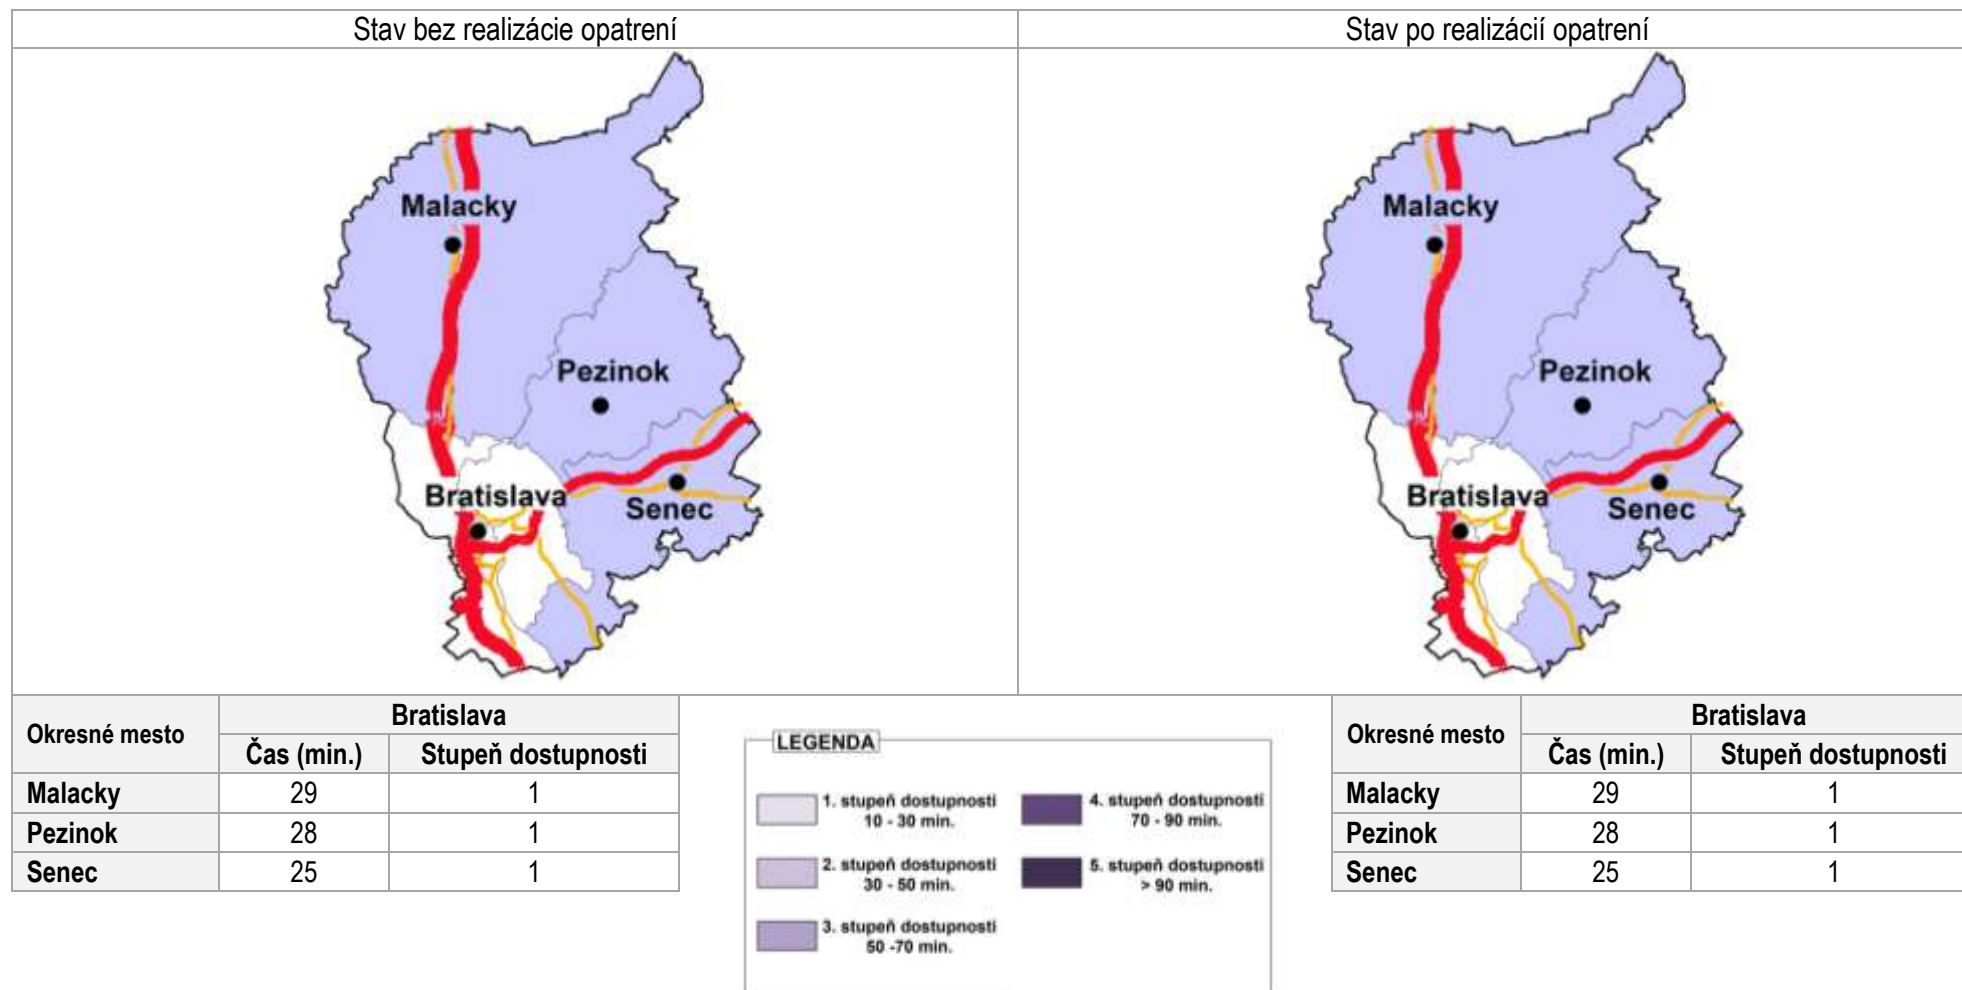 Stav bez realizácie opatrení
Stav po realizácií opatrení
Malacky
Pezinok
Bratislava
Senec
Malacky
Pezinok
Bratislava
Senec
Okresné mesto Bratislava
Čas (min.) Stupeň dostupnosti
Malacky 29 1
Pezinok 28 1
Senec 25 1
LEGENDA
1. stupeň dostupnosti
10 - 30 min.
2. stupeň dostupnosti
30 - 50 min.
3. stupeň dostupnosti
50 -70 min.
4. stupeň dostupnosti
70 - 90 min.
5. stupeň dostupnosti
> 90 min.
Okresné mesto Bratislava
Čas (min.) Stupeň dostupnosti
Malacky 29 1
Pezinok 28 1
Senec 25 1